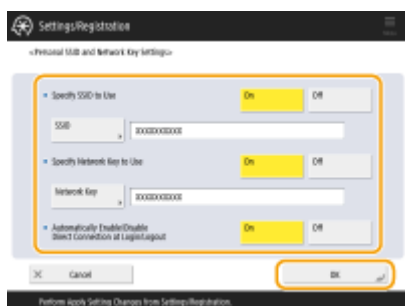 Settings/Registration
<Personal SSID and Network Key Settings>
Specify SSID to Use
On
Off
SSID
XXXXXXXXXX
Specify Network Key to Use
On
Off
Network Key
XXXXXXXXXX
Automatically Enable/Disable
Direct Connection at Login/Logout
On
Off
Cancel
OK
Perform Apply Setting Changes from Settings/Registration.